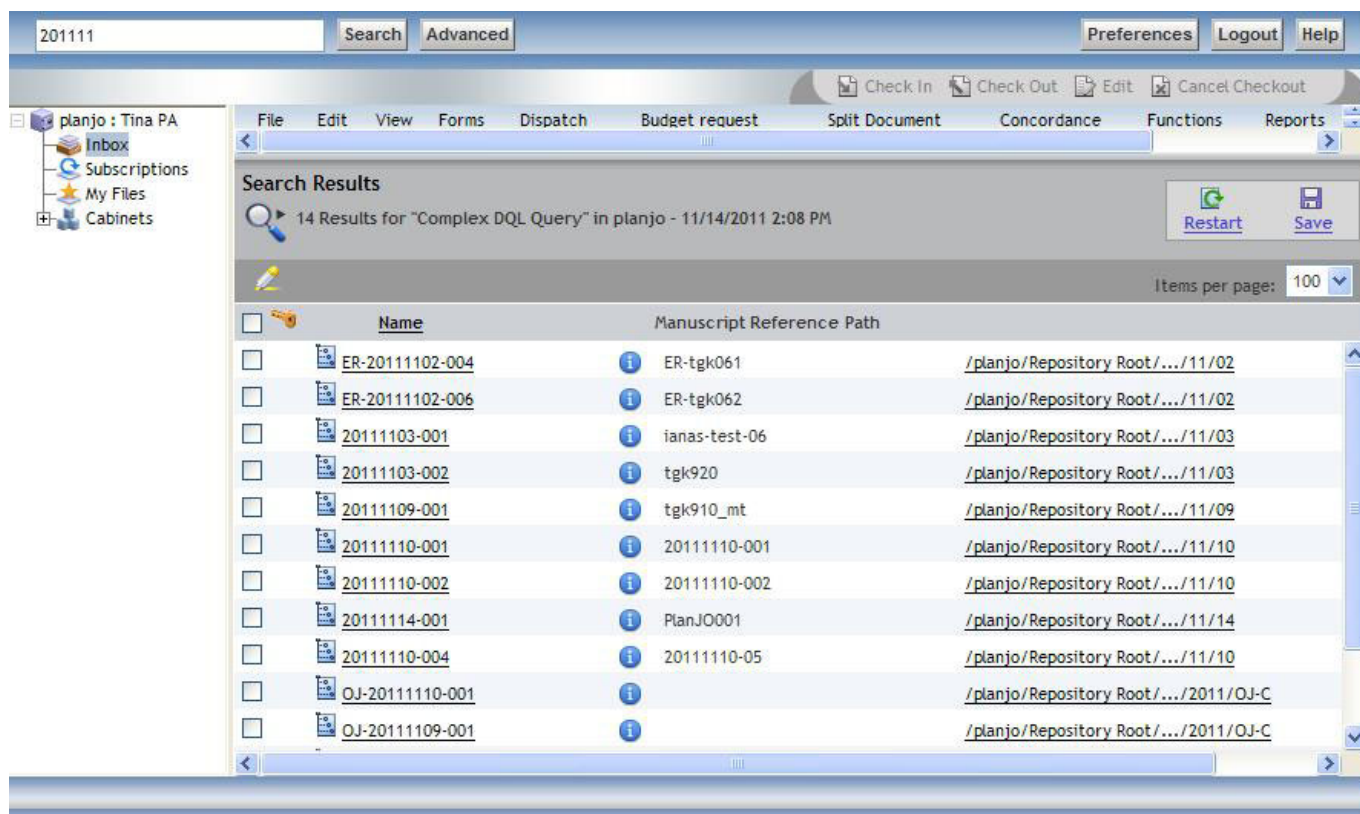 201111 Search Advanced Preferences Logout Help
Check In Check Out Edit Cancel Checkout
planjo : Tina PA
Inbox
Subscriptions
My Files
Cabinets
File Edit View Forms Dispatch Budget request Split Document Concordance Functions Reports
Search Results
14 Results for "Complex DQL Query" in planjo - 11/14/2011 2:08 PM
Restart Save
Items per page: 100
Name Manuscript Reference Path
ER-20111102-004 ER-tgk061 /planjo/Repository Root/.../11/02
ER-20111102-006 ER-tgk062 /planjo/Repository Root/.../11/02
20111103-001 ianas-test-06 /planjo/Repository Root/.../11/03
20111103-002 tgk920 /planjo/Repository Root/.../11/03
20111109-001 tgk910_mt /planjo/Repository Root/.../11/09
20111110-001 20111110-001 /planjo/Repository Root/.../11/10
20111110-002 20111110-002 /planjo/Repository Root/.../11/10
20111114-001 PlanJO001 /planjo/Repository Root/.../11/14
20111110-004 20111110-05 /planjo/Repository Root/.../11/10
OJ-20111110-001 /planjo/Repository Root/.../2011/OJ-C
OJ-20111109-001 /planjo/Repository Root/.../2011/OJ-C